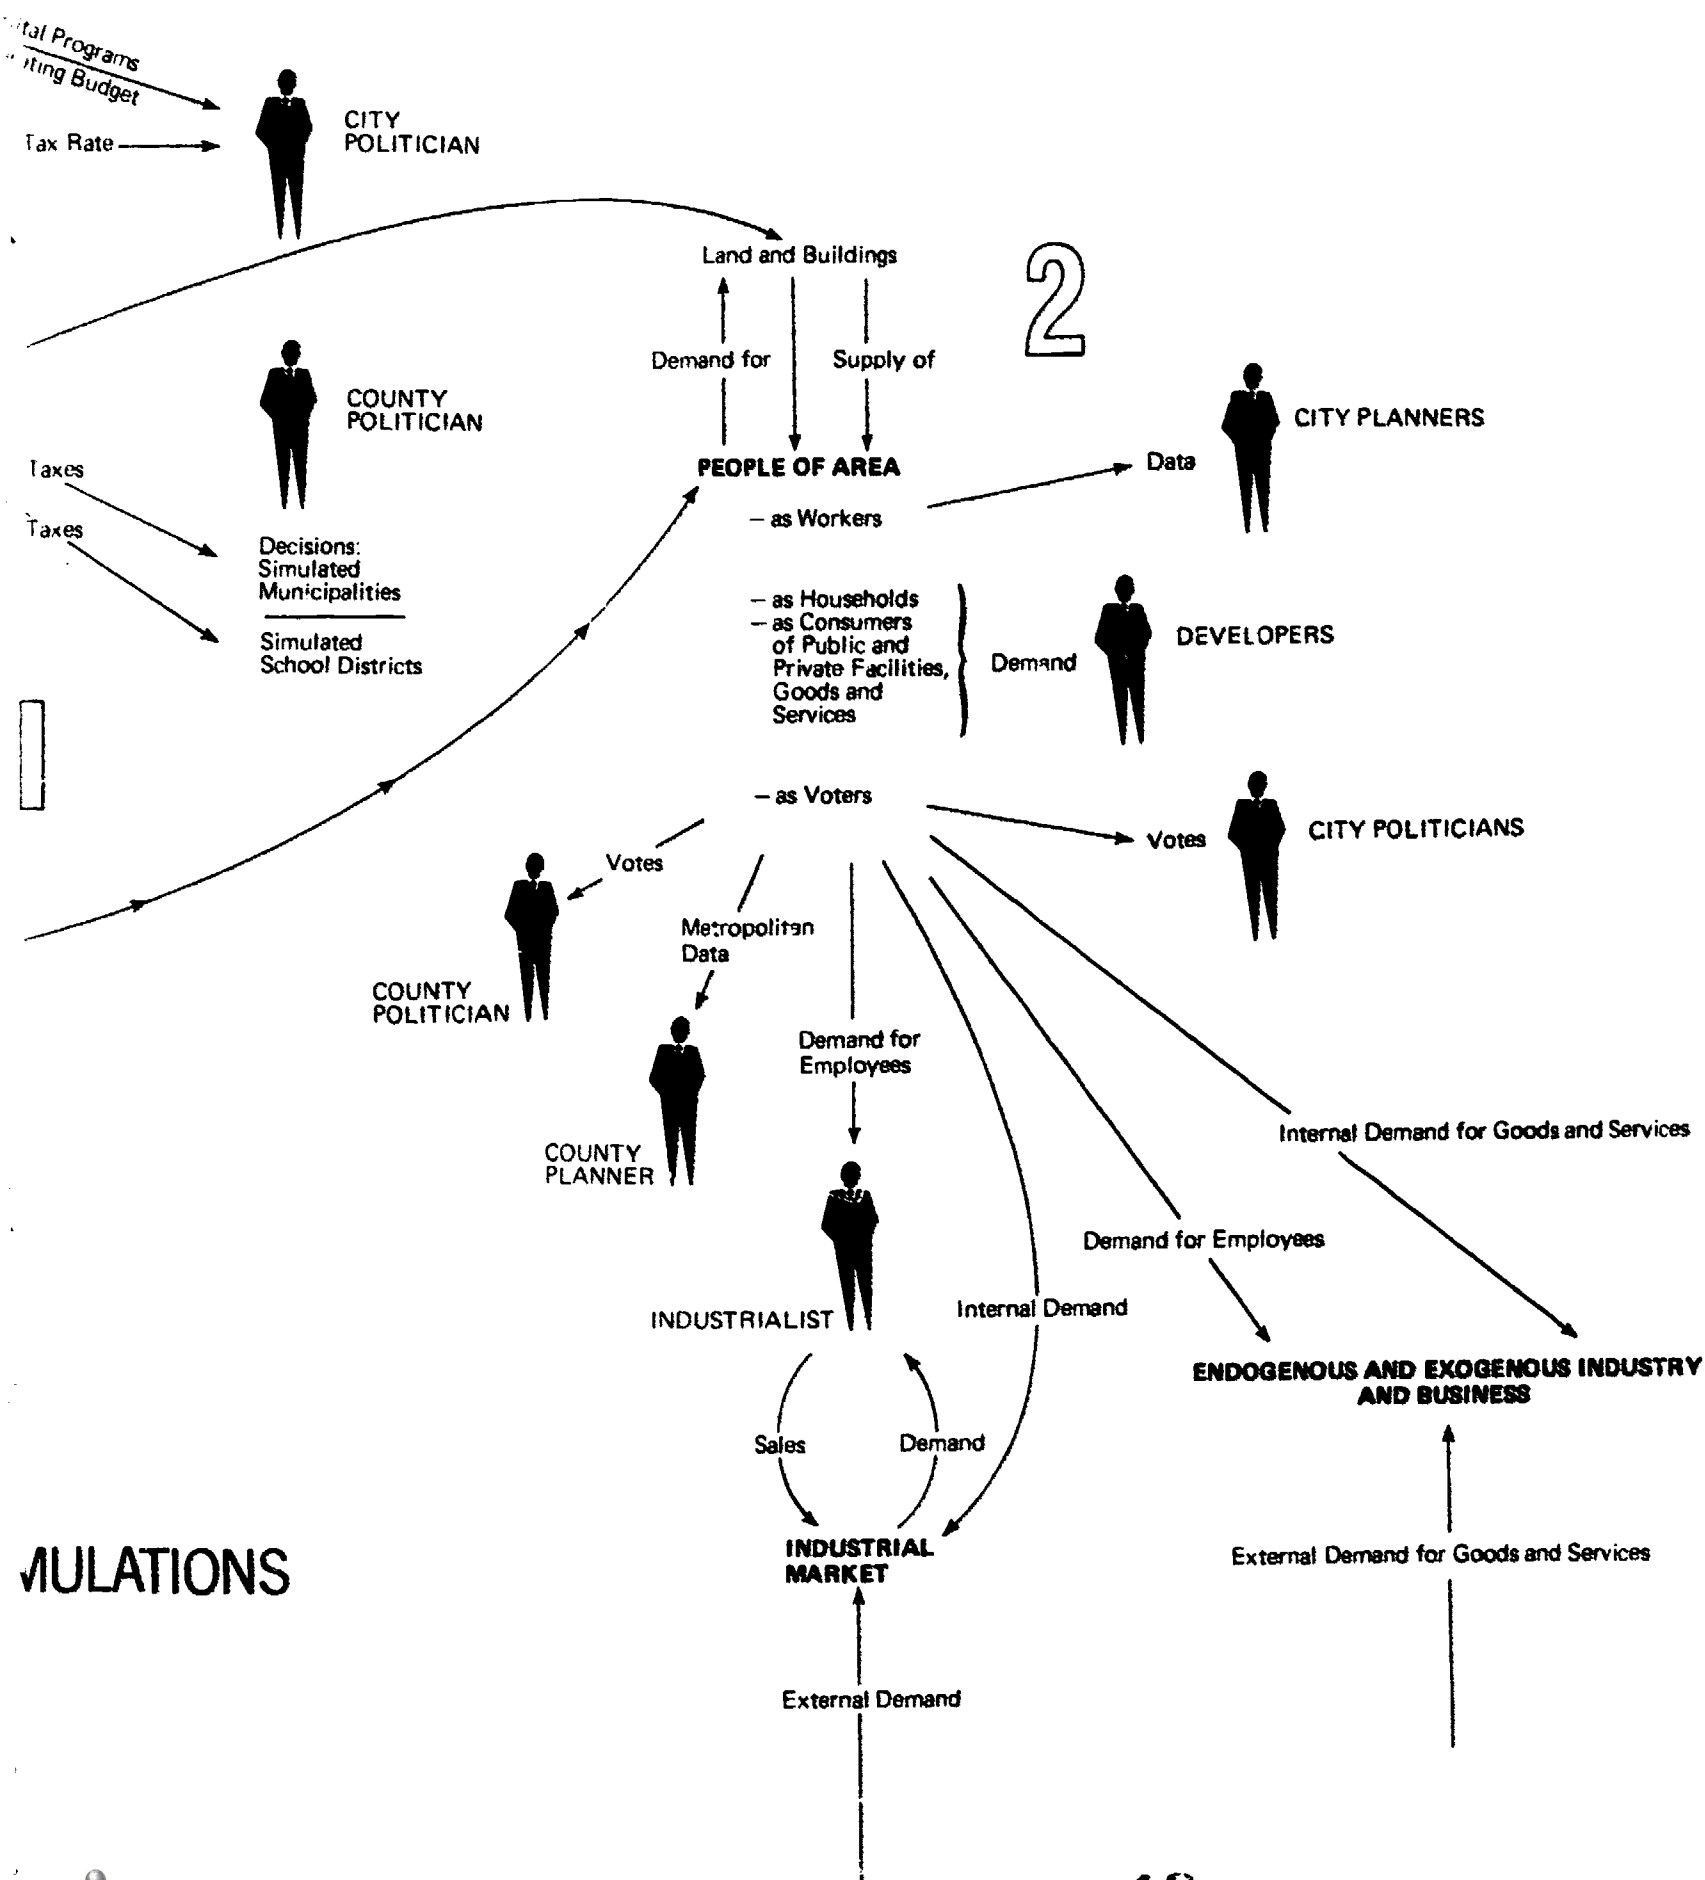 Programs
Budget
Tax Rate
CITY
POLITICIAN
Land and Buildings
2
Demand for
Supply of
COUNTY
POLITICIAN
CITY PLANNERS
PEOPLE OF AREA
Data
Taxes
– as Workers
Taxes
Decisions:
Simulated
Municipalities
Simulated
School Districts
– as Households
– as Consumers
of Public and
Private Facilities,
Goods and
Services
Demand
DEVELOPERS
– as Voters
Votes
CITY POLITICIANS
Votes
Metropolitan
Data
COUNTY
POLITICIAN
Demand for
Employees
COUNTY
PLANNER
Internal Demand for Goods and Services
Demand for Employees
INDUSTRIALIST
Internal Demand
ENDOGENOUS AND EXOGENOUS INDUSTRY
AND BUSINESS
Sales
Demand
INDUSTRIAL
MARKET
External Demand for Goods and Services
MULATIONS
External Demand